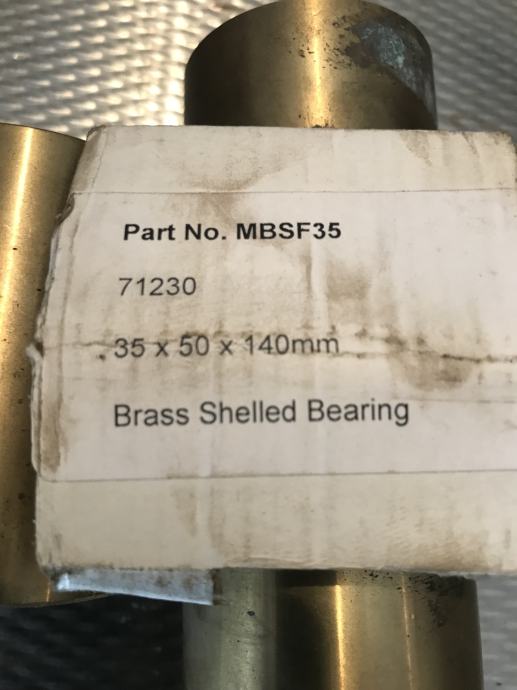 Part No. MBSF35
71230
35 x 50 x 140mm
Brass Shelled Bearing